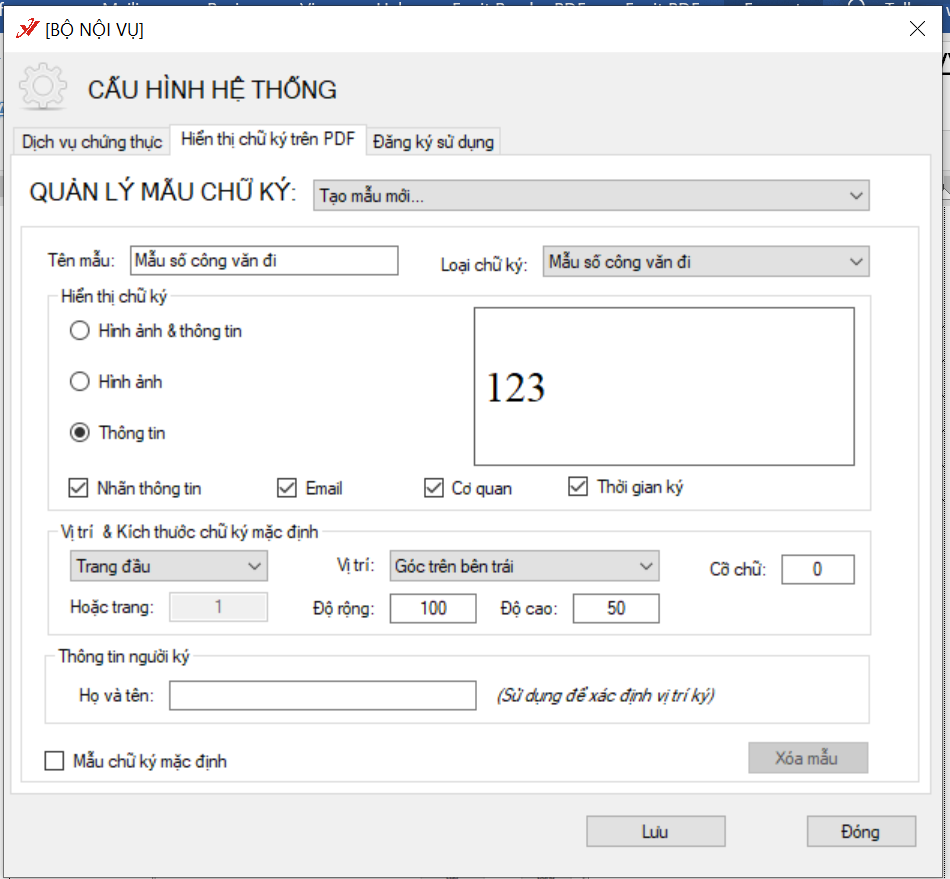 [BỘ NỘI VỤ]
CẤU HÌNH HỆ THỐNG
Dịch vụ chứng thực
Hiển thị chữ ký trên PDF
Đăng ký sử dụng
QUẢN LÝ MẪU CHỮ KÝ:
Tạo mẫu mới...
Tên mẫu:
Mẫu số công văn đi
Loại chữ ký:
Mẫu số công văn đi
Hiển thị chữ ký
Hình ảnh & thông tin
Hình ảnh
Thông tin
123
Nhãn thông tin
Email
Cơ quan
Thời gian ký
Vị trí & Kích thước chữ ký mặc định
Trang đầu
Vị trí:
Góc trên bên trái
Cỡ chữ:
0
Hoặc trang:
1
Độ rộng:
100
Độ cao:
50
Thông tin người ký
Họ và tên:
(Sử dụng để xác định vị trí ký)
Mẫu chữ ký mặc định
Xóa mẫu
Lưu
Đóng